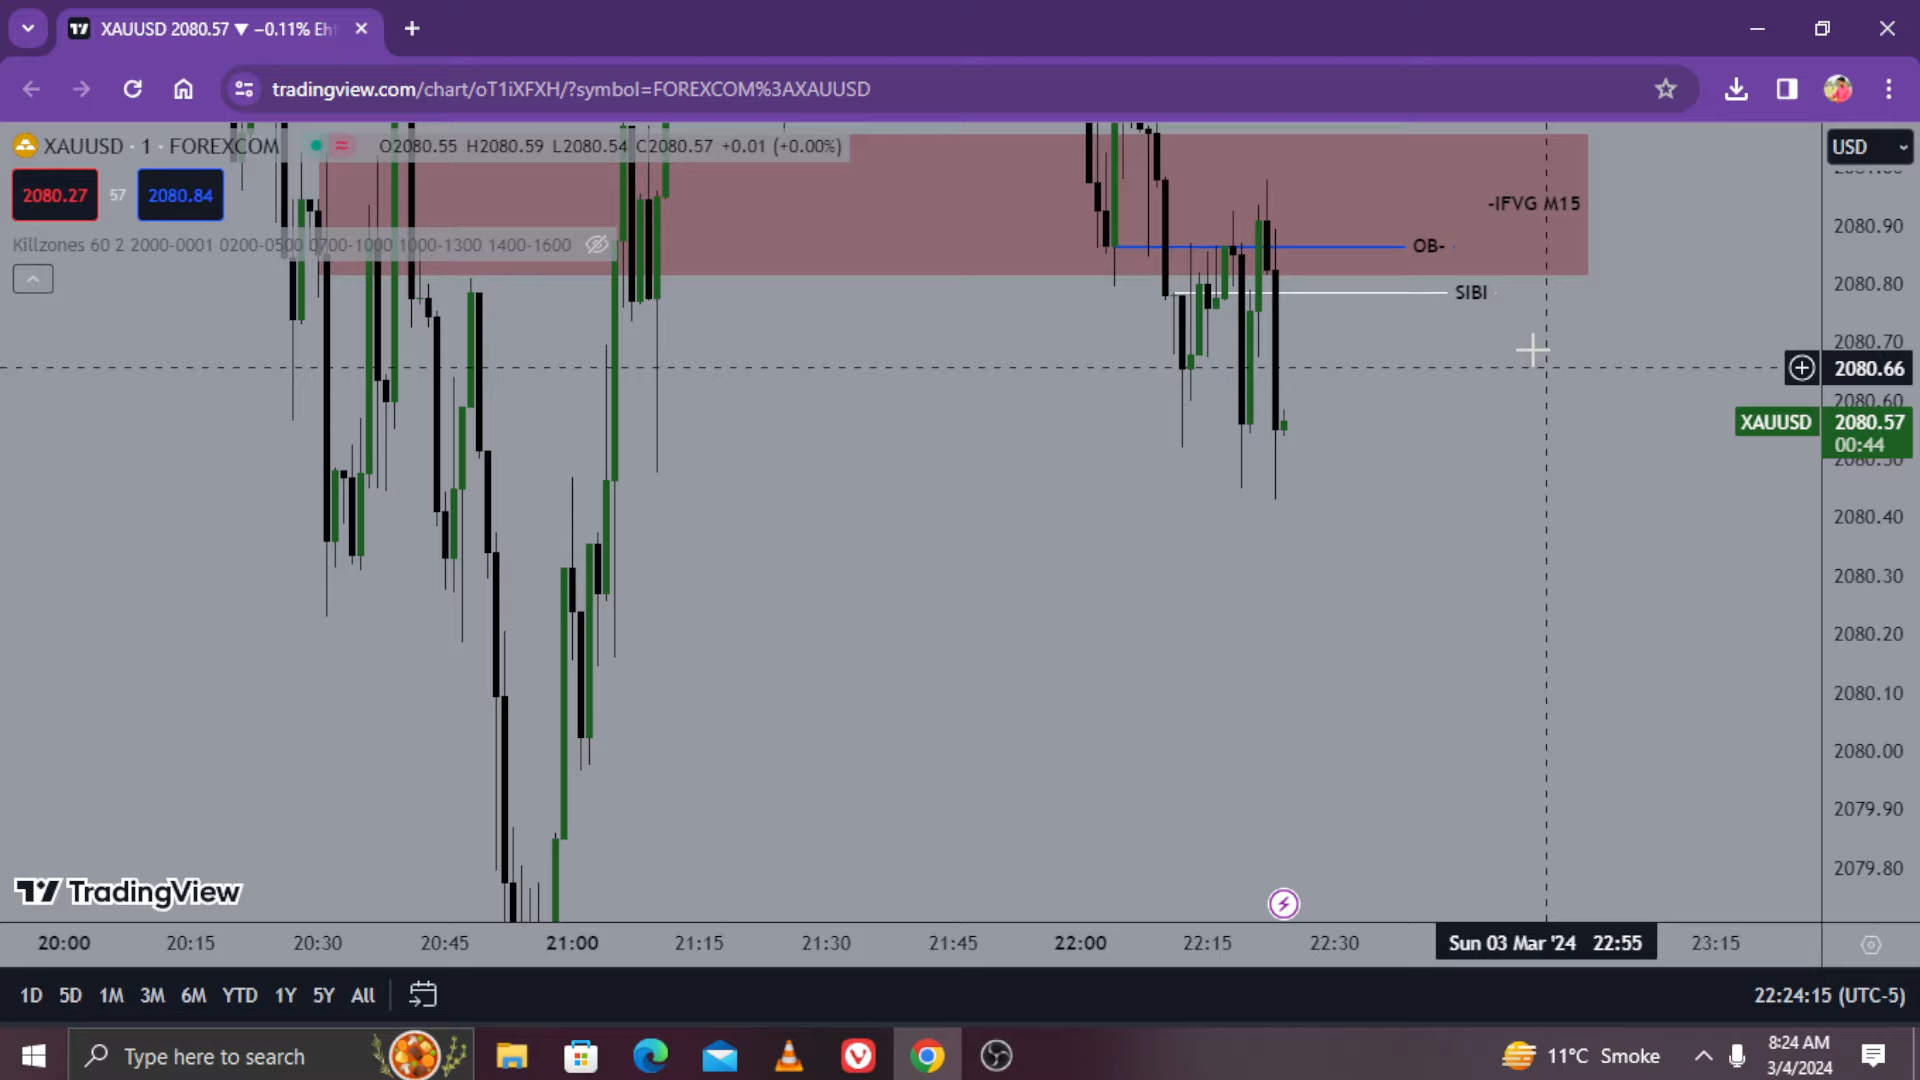 XAUUSD 2080.57 ▼ −0.11% Eh
tradingview.com/chart/oT1iXFXH/?symbol=FOREXCOM%3AXAUUSD
XAUUSD · 1 · FOREXCOM O2080.55 H2080.59 L2080.54 C2080.57 +0.01 (+0.00%)
USD
2080.27 57 2080.84
-IFVG M15
2080.90
Killzones 60 2 2000-0001 0200-0500 0700-1000 1000-1300 1400-1600
OB-
2080.80
SIBI
2080.70
2080.66
2080.60
XAUUSD 2080.57
00:44
2080.50
2080.40
2080.30
2080.20
2080.10
2080.00
2079.90
2079.80
TradingView
20:00 20:15 20:30 20:45 21:00 21:15 21:30 21:45 22:00 22:15 22:30 Sun 03 Mar '24 22:55 23:15
1D 5D 1M 3M 6M YTD 1Y 5Y All
22:24:15 (UTC-5)
Type here to search
11°C Smoke
8:24 AM
3/4/2024